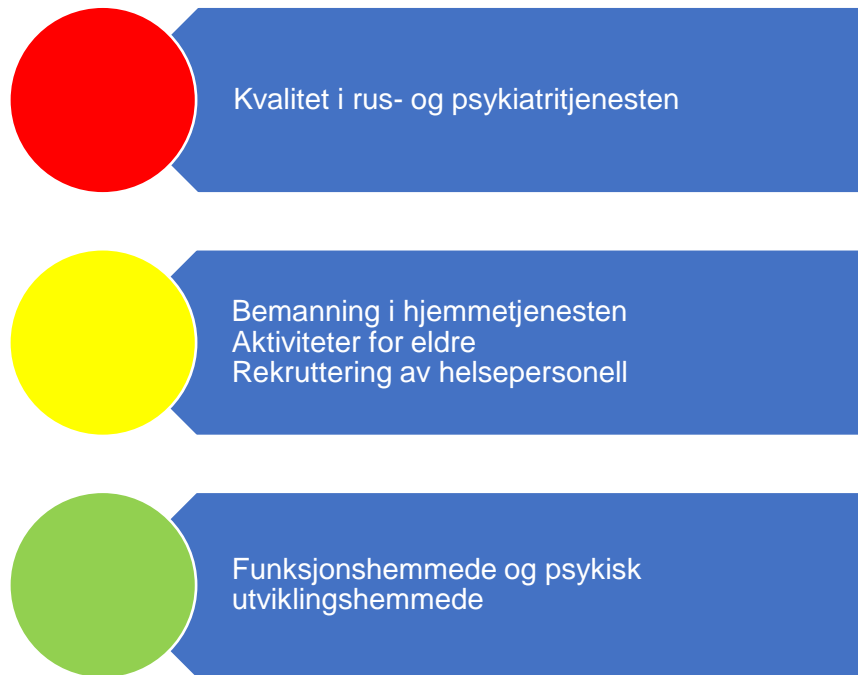 Kvalitet i rus- og psykiatritjenesten
Bemanning i hjemmetjenesten
Aktiviteter for eldre
Rekruttering av helsepersonell
Funksjonshemmede og psykisk
utviklingshemmede